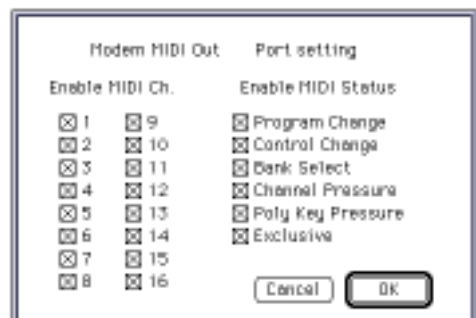 Modem MIDI Out Port setting
Enable MIDI Ch. Enable MIDI Status
1 9 Program Change
2 10 Control Change
3 11 Bank Select
4 12 Channel Pressure
5 13 Poly Key Pressure
6 14 Exclusive
7 15
8 16
Cancel OK